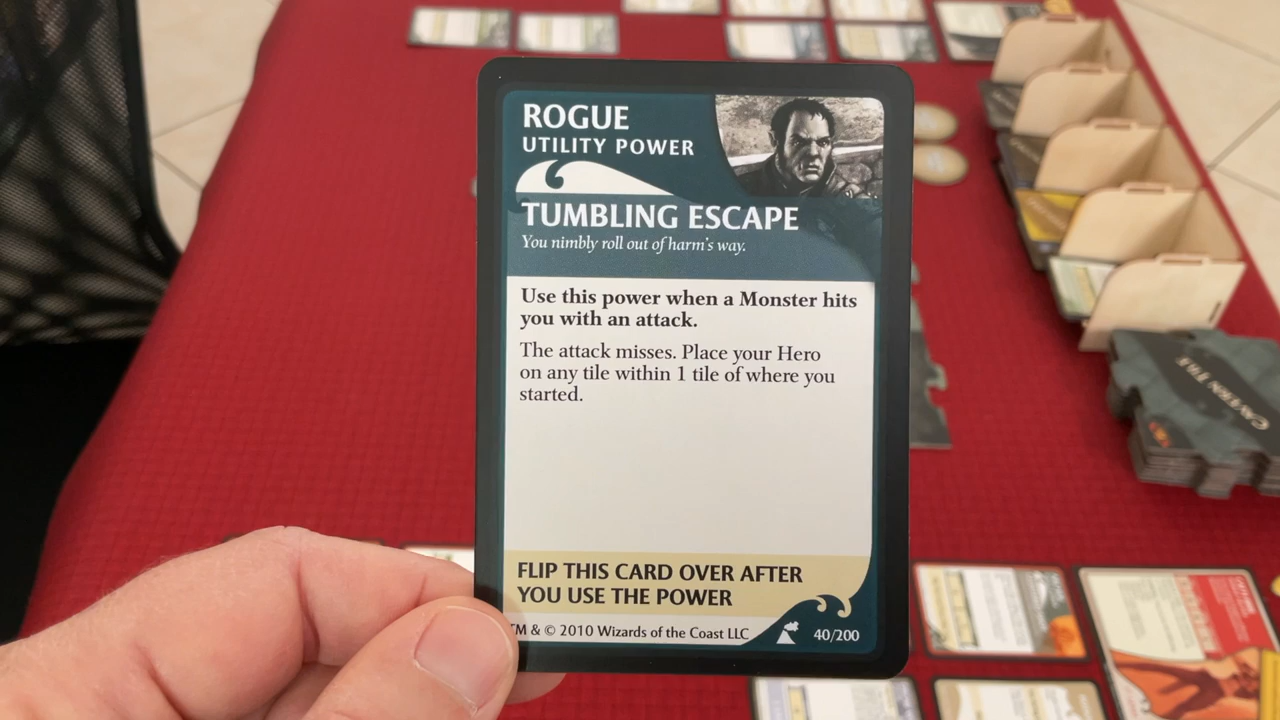 ROGUE
UTILITY POWER
TUMBLING ESCAPE
You nimbly roll out of harm's way.
Use this power when a Monster hits
you with an attack.
The attack misses. Place your Hero
on any tile within 1 tile of where you
started.
FLIP THIS CARD OVER AFTER
YOU USE THE POWER
TM & © 2010 Wizards of the Coast LLC
40/200
CAVERN TILE